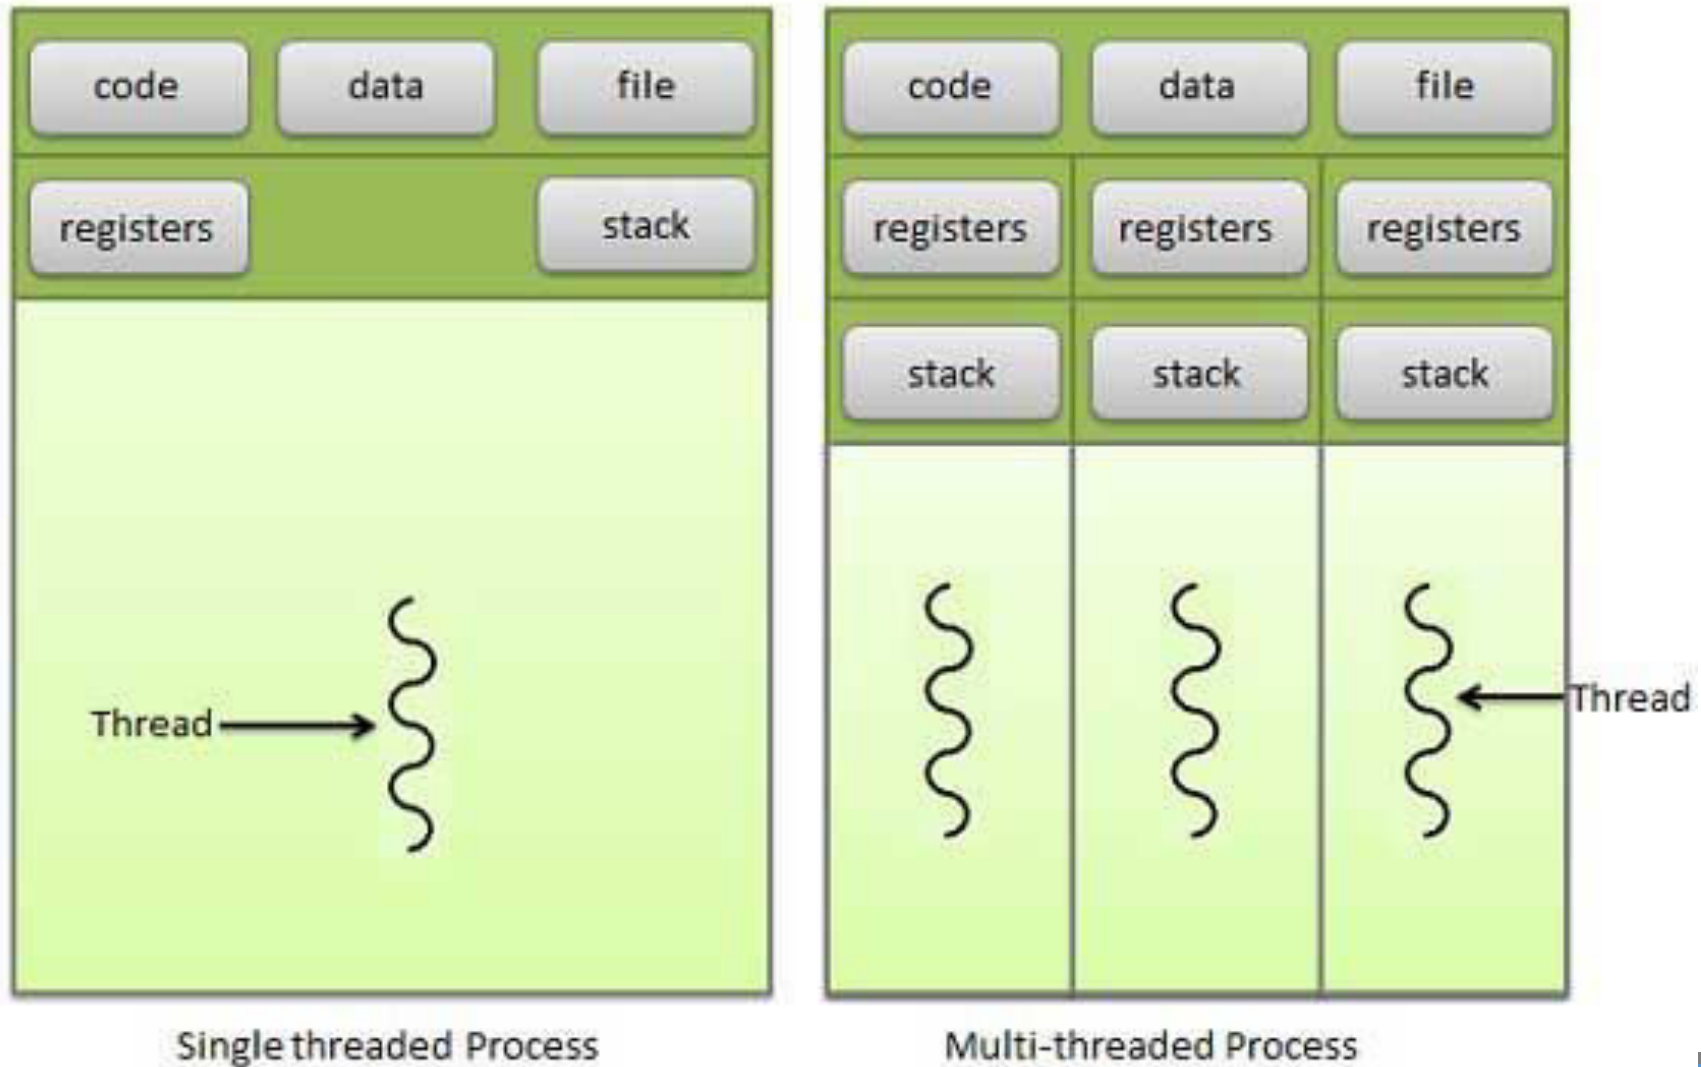 code data file
registers stack
Thread
Single threaded Process
code data file
registers registers registers
stack stack stack
Thread
Multi-threaded Process